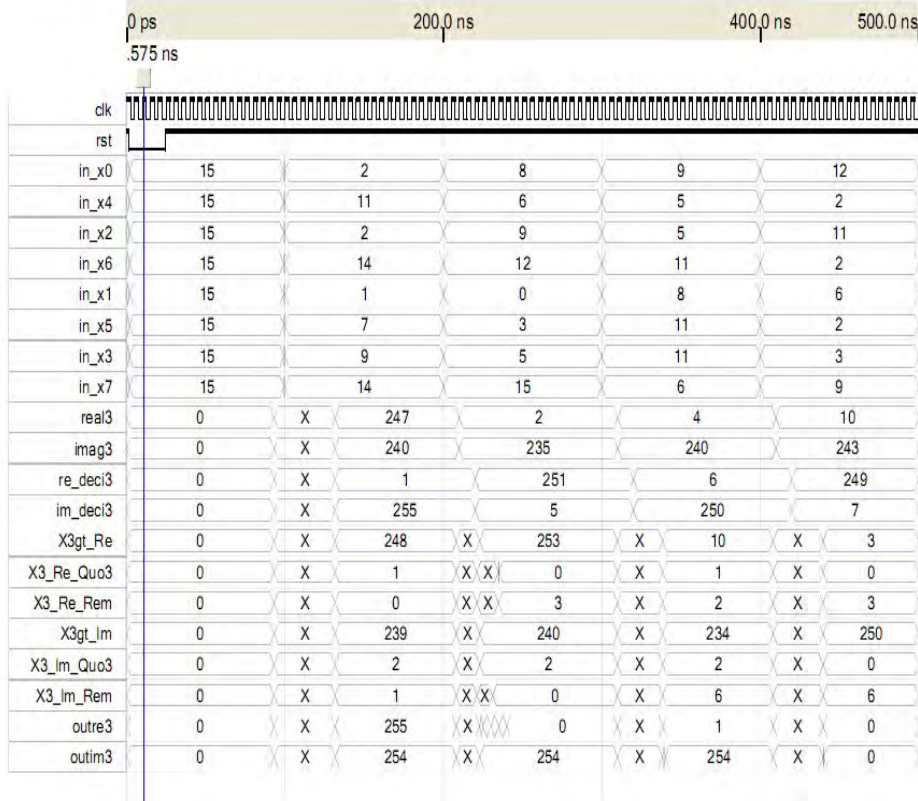 0 ps 200.0 ns 400.0 ns 500.0 ns
.575 ns
clk
rst
in_x0 15 2 8 9 12
in_x4 15 11 6 5 2
in_x2 15 2 9 5 11
in_x6 15 14 12 11 2
in_x1 15 1 0 8 6
in_x5 15 7 3 11 2
in_x3 15 9 5 11 3
in_x7 15 14 15 6 9
real3 0 X 247 2 4 10
imag3 0 X 240 235 240 243
re_deci3 0 X 1 251 6 249
im_deci3 0 X 255 5 250 7
X3gt_Re 0 X 248 X 253 X 10 X 3
X3_Re_Quo3 0 X 1 X X 0 X 1 X 0
X3_Re_Rem 0 X 0 X X 3 X 2 X 3
X3gt_Im 0 X 239 X 240 X 234 X 250
X3_Im_Quo3 0 X 2 X 2 X 2 X 0
X3_Im_Rem 0 X 1 X X 0 X 6 X 6
outre3 0 X 255 X 0 X 1 X 0
outim3 0 X 254 X 254 X 254 X 0